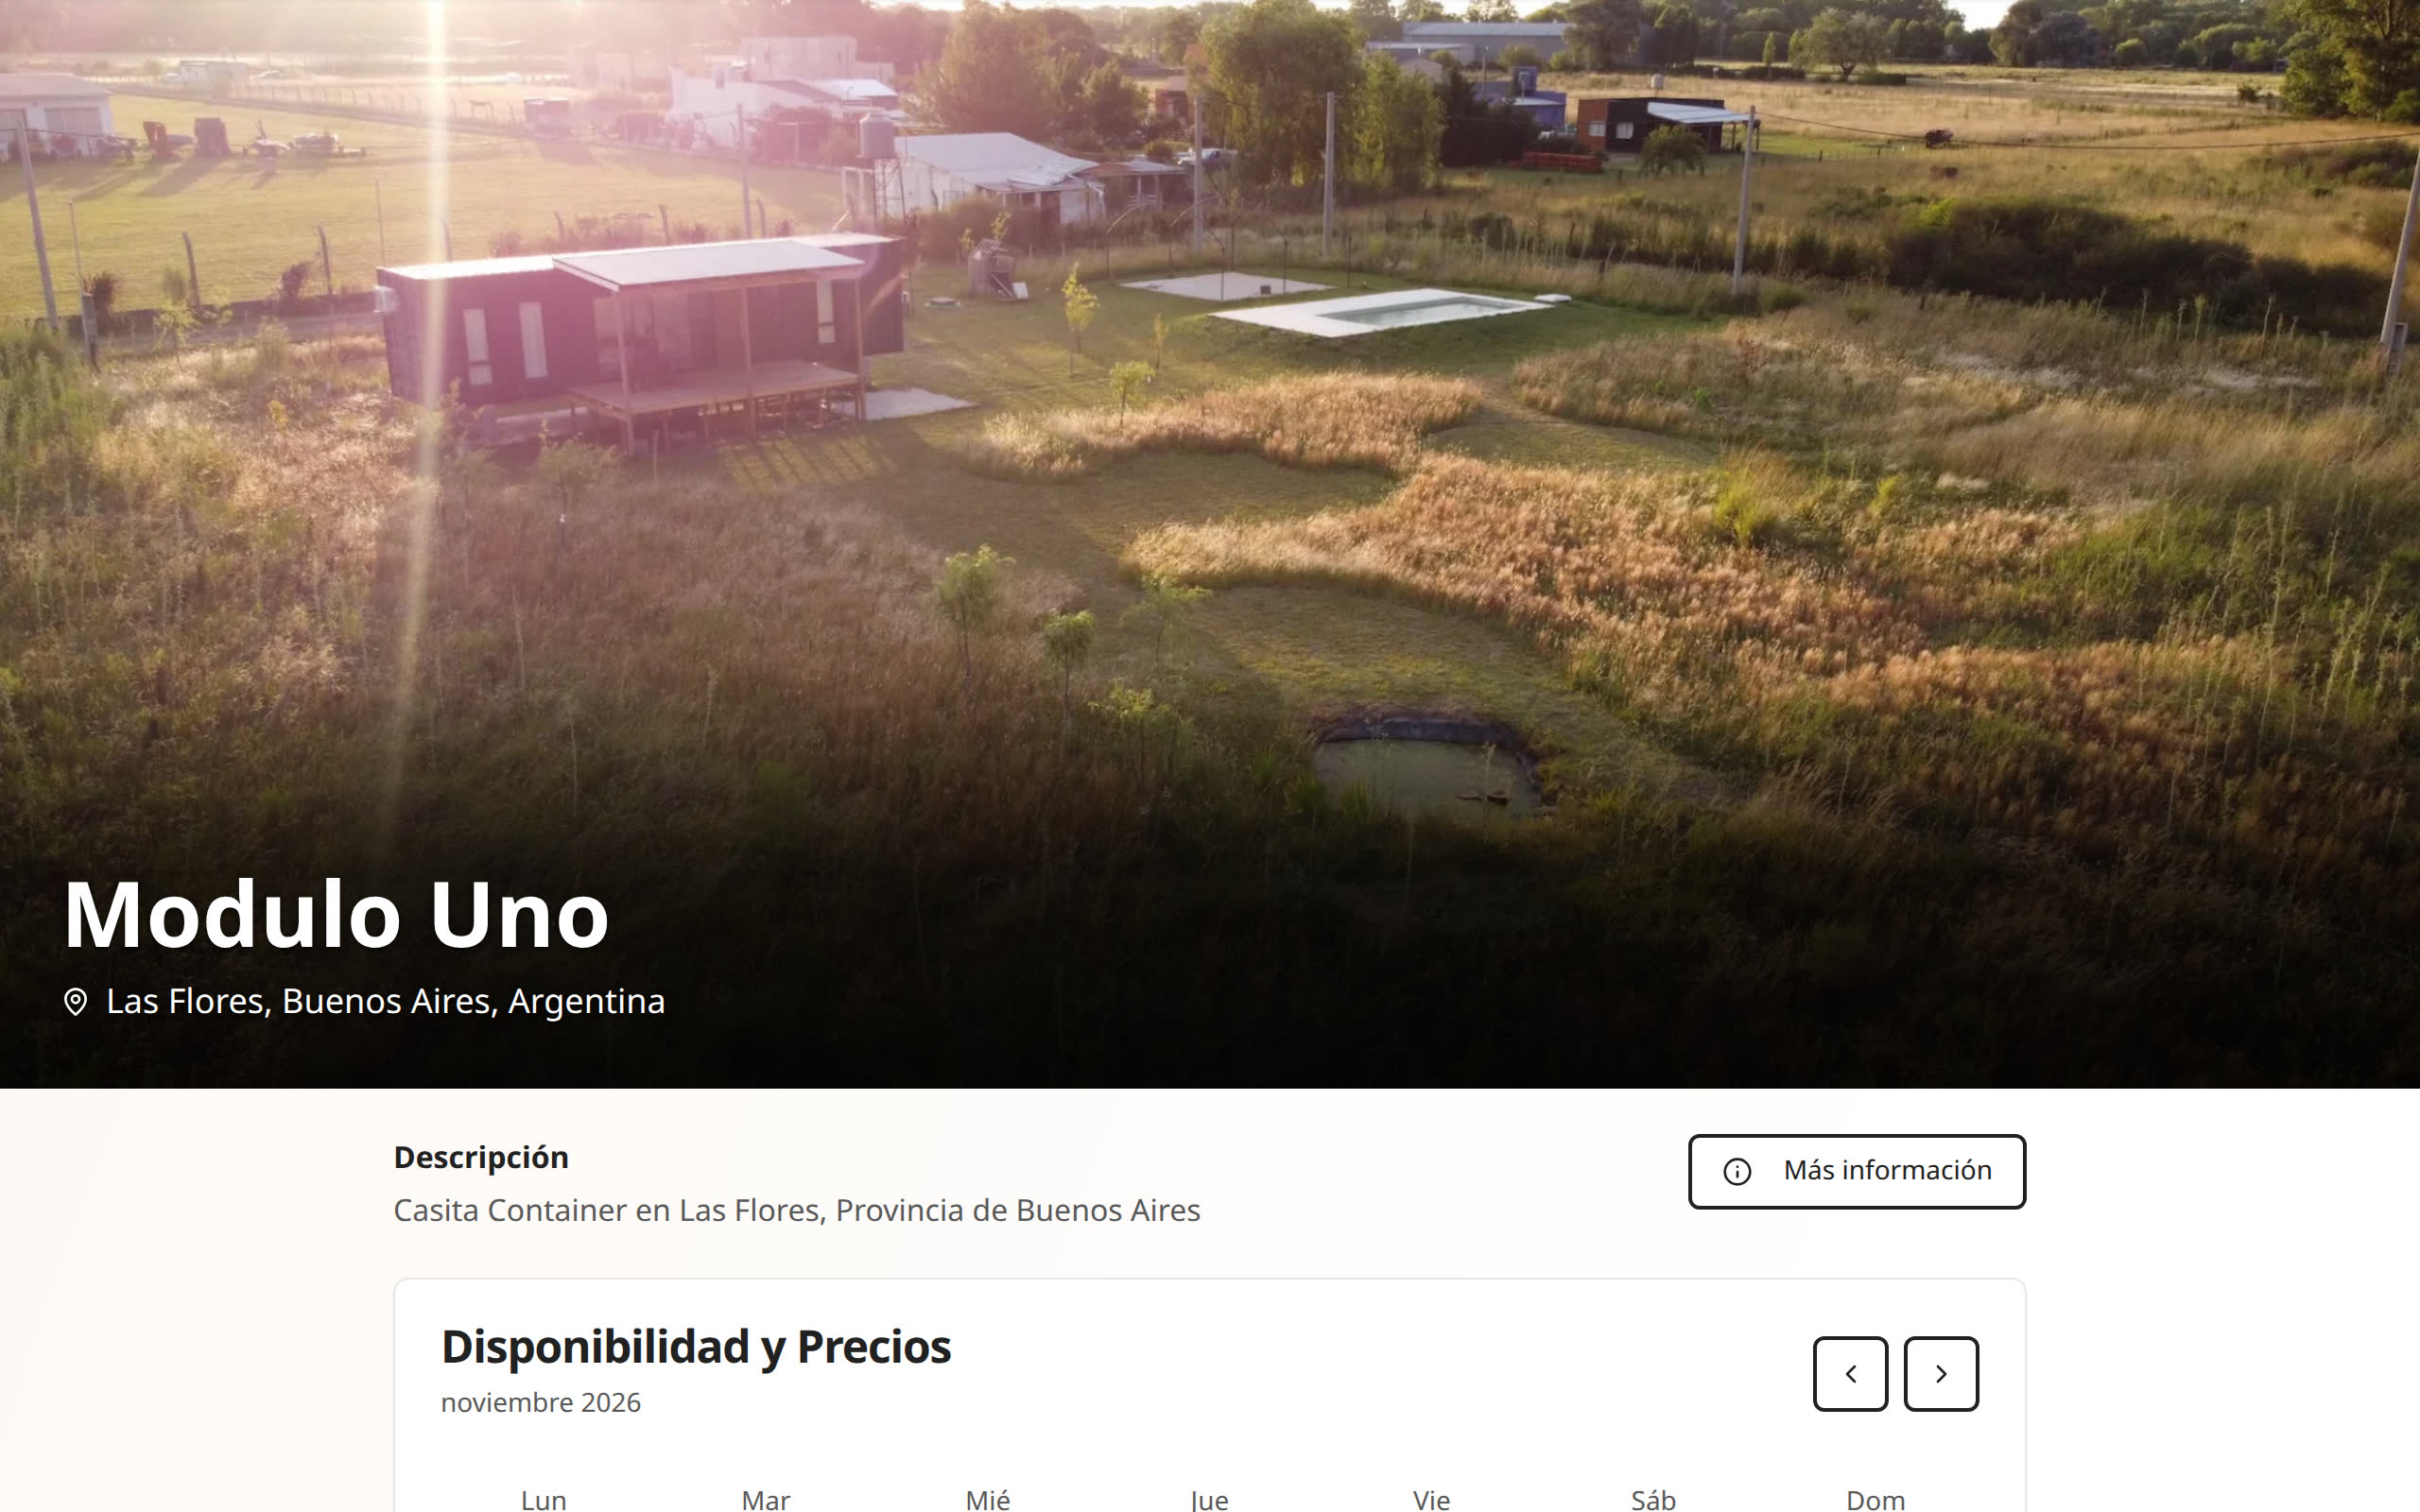 Modulo Uno
Las Flores, Buenos Aires, Argentina
Descripción
Más información
Casita Container en Las Flores, Provincia de Buenos Aires
Disponibilidad y Precios
noviembre 2026
Lun Mar Mié Jue Vie Sáb Dom